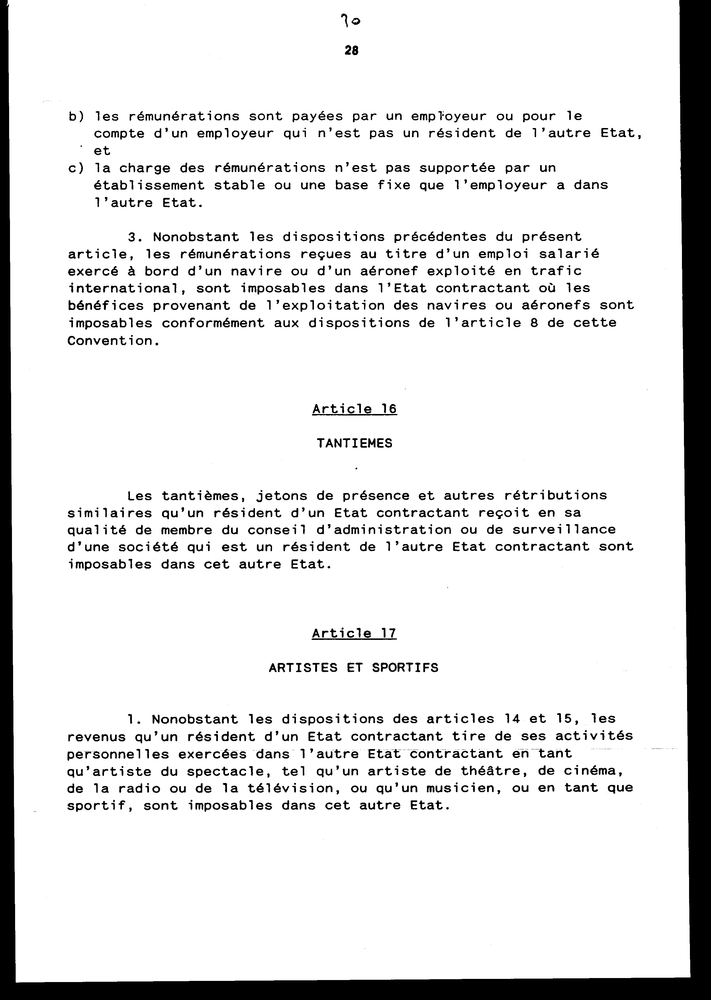 28
b) les rémunérations sont payées par un employeur ou pour le
compte d'un employeur qui n'est pas un résident de l'autre Etat,
et
c) la charge des rémunérations n'est pas supportée par un
établissement stable ou une base fixe que l'employeur a dans
l'autre Etat.
3. Nonobstant les dispositions précédentes du présent
article, les rémunérations reçues au titre d'un emploi salarié
exercé à bord d'un navire ou d'un aéronef exploité en trafic
international, sont imposables dans l'Etat contractant où les
bénéfices provenant de l'exploitation des navires ou aéronefs sont
imposables conformément aux dispositions de l'article 8 de cette
Convention.
Article 16
TANTIEMES
Les tantièmes, jetons de présence et autres rétributions
similaires qu'un résident d'un Etat contractant reçoit en sa
qualité de membre du conseil d'administration ou de surveillance
d'une société qui est un résident de l'autre Etat contractant sont
imposables dans cet autre Etat.
Article 17
ARTISTES ET SPORTIFS
1. Nonobstant les dispositions des articles 14 et 15, les
revenus qu'un résident d'un Etat contractant tire de ses activités
personnelles exercées dans l'autre Etat contractant en tant
qu'artiste du spectacle, tel qu'un artiste de théâtre, de cinéma,
de la radio ou de la télévision, ou qu'un musicien, ou en tant que
sportif, sont imposables dans cet autre Etat.